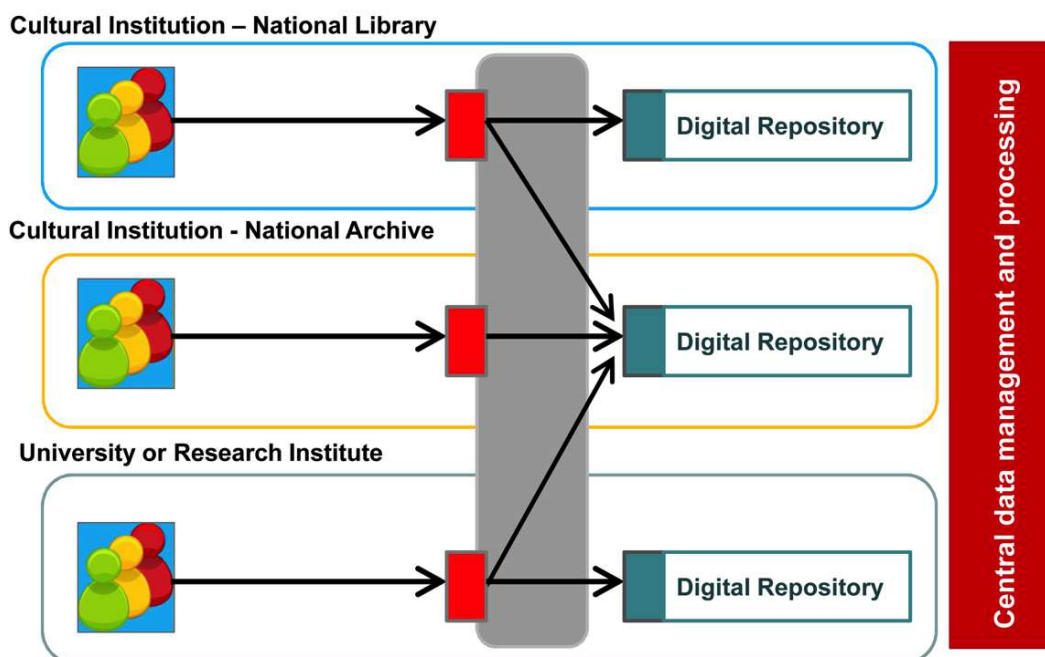 Cultural Institution – National Library
Digital Repository
Cultural Institution - National Archive
Digital Repository
University or Research Institute
Digital Repository
Central data management and processing